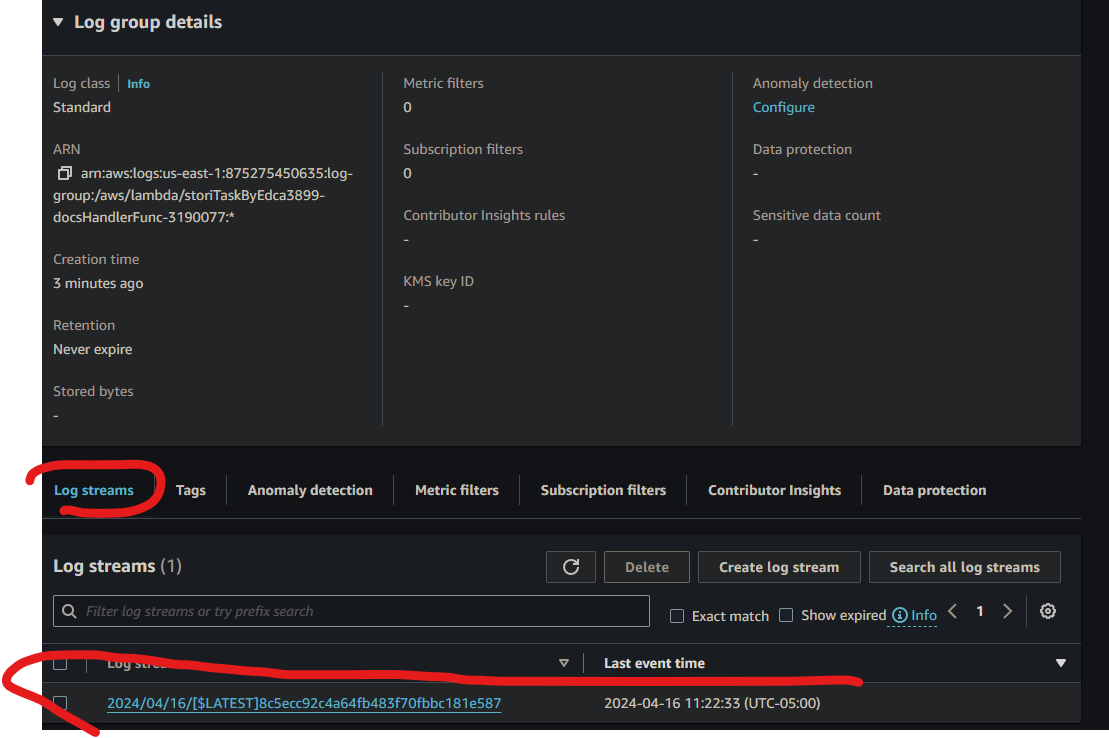 Log group details
Log class Info
Standard
ARN
arn:aws:logs:us-east-1:875275450635:log-
group:/aws/lambda/storiTaskByEdca3899-
docsHandlerFunc-3190077:*
Creation time
3 minutes ago
Retention
Never expire
Stored bytes
-
Metric filters
0
Subscription filters
0
Contributor Insights rules
-
KMS key ID
-
Anomaly detection
Configure
Data protection
-
Sensitive data count
-
Log streams Tags Anomaly detection Metric filters Subscription filters Contributor Insights Data protection
Log streams (1) Delete Create log stream Search all log streams
Filter log streams or try prefix search Exact match Show expired Info 1
Log Last event time
2024/04/16/[$LATEST]8c5ecc92c4a64fb483f70fbbc181e587 2024-04-16 11:22:33 (UTC-05:00)